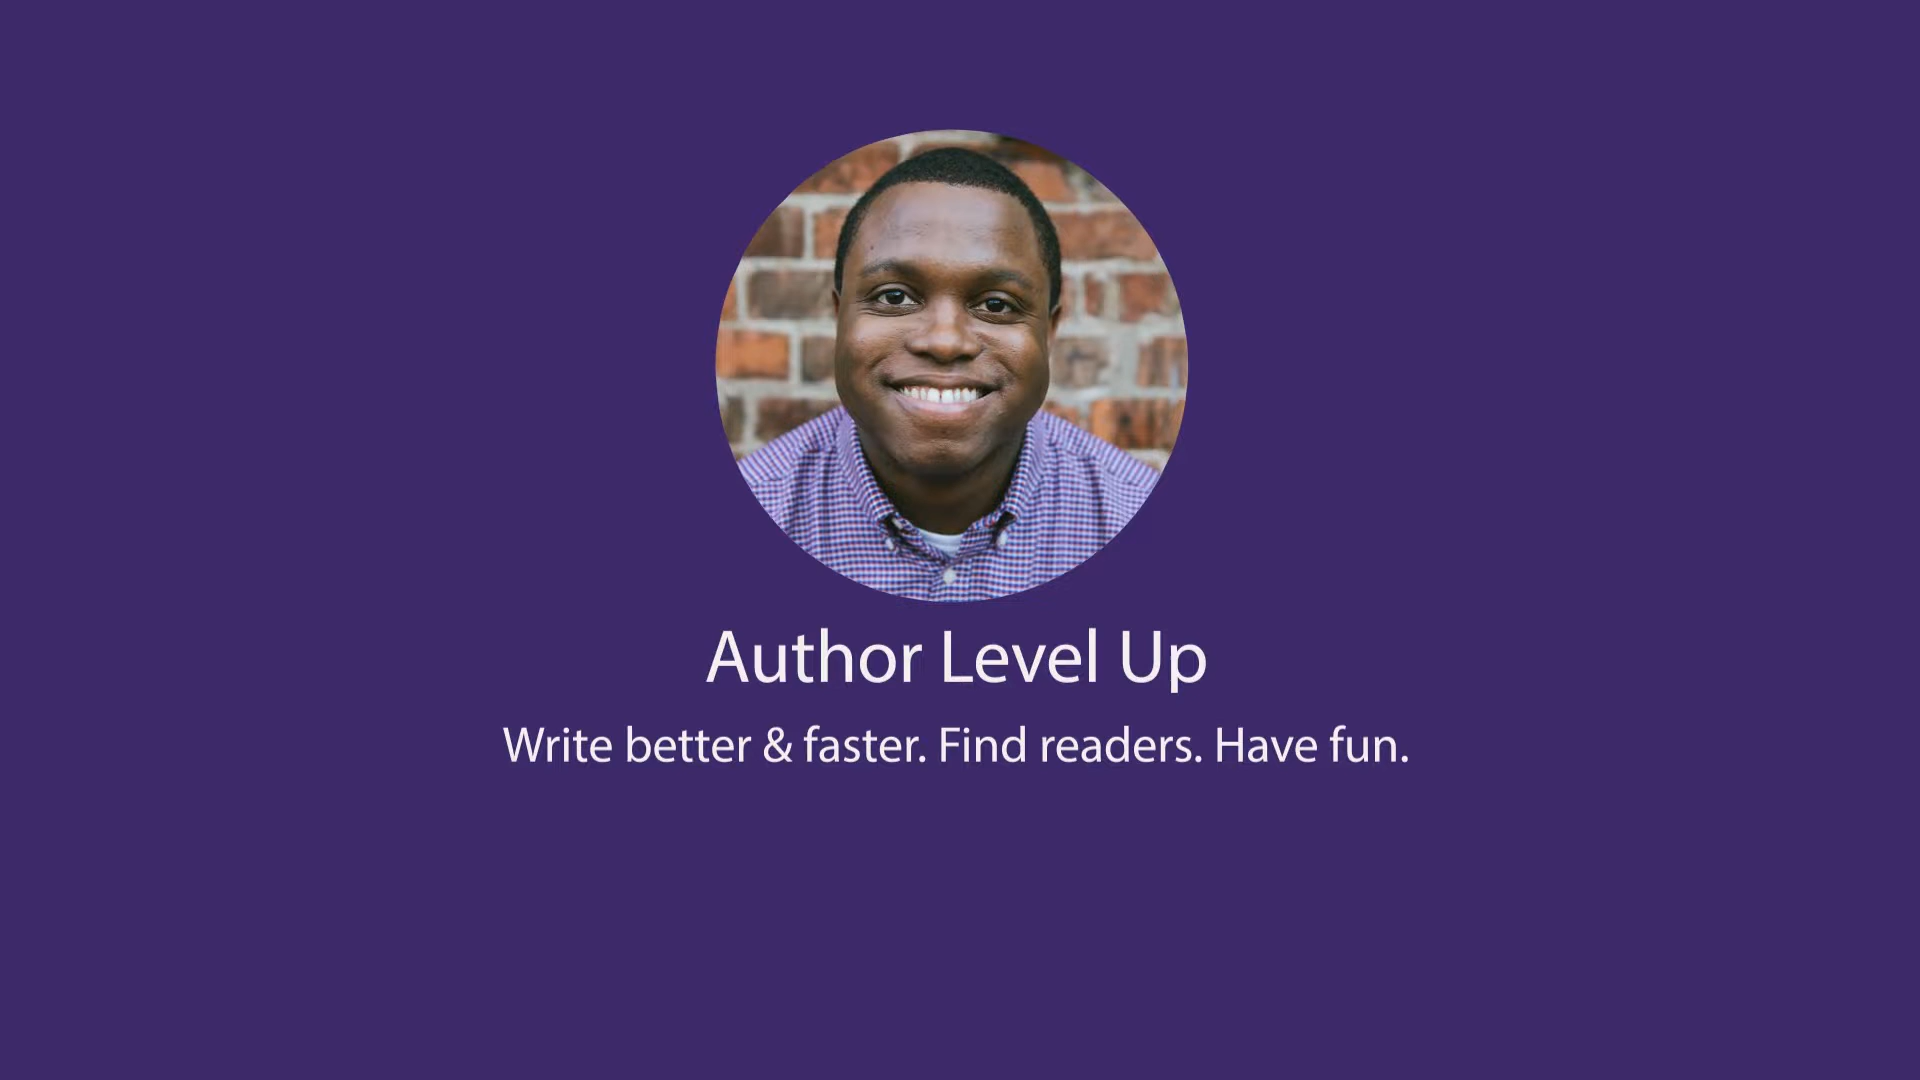 Author Level Up
Write better & faster. Find readers. Have fun.